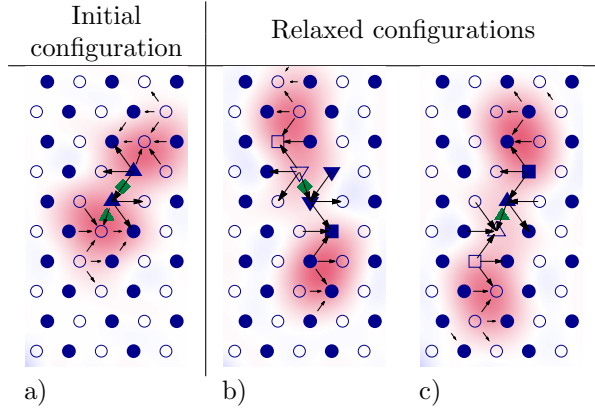 Initial
configuration
Relaxed configurations
a)
b)
c)